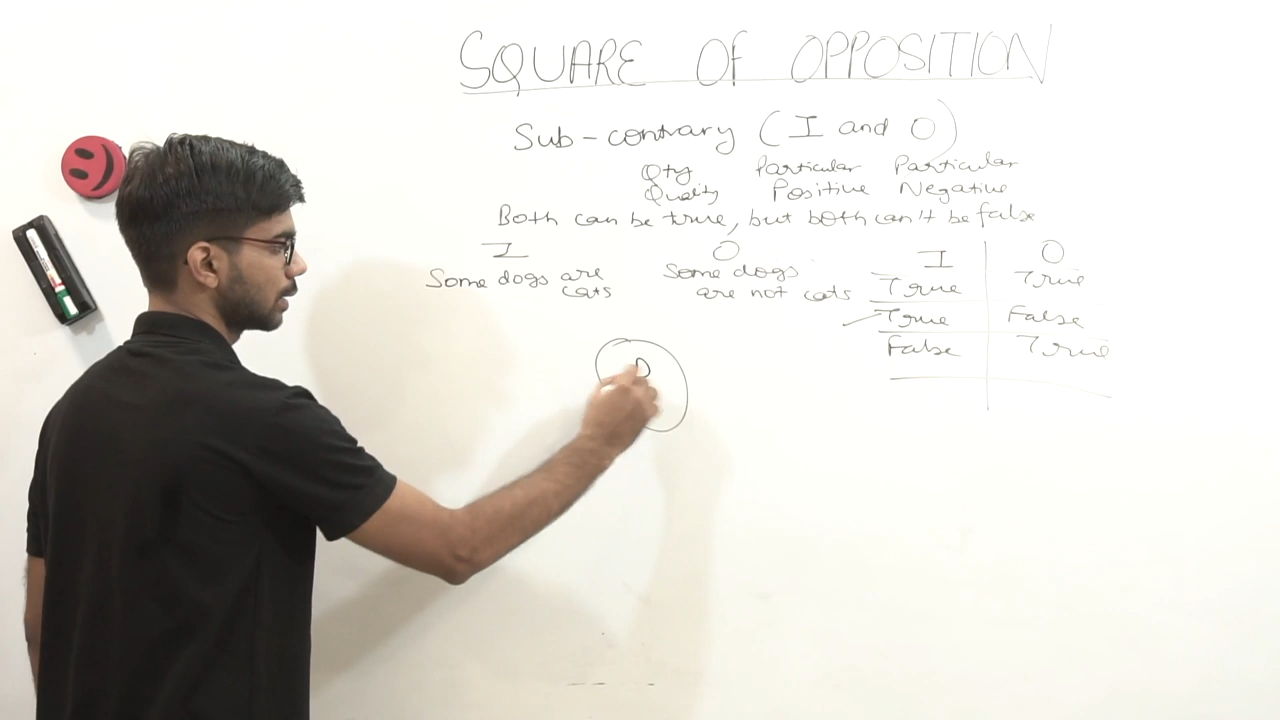 SQUARE OF OPPOSITION
Sub-contrary (I and O)
Qty Particular Particular
Quality Positive Negative
Both can be true, but both can't be false
I O
Some dogs are cats
Some dogs are not cats
I O
True True
True False
False True
D